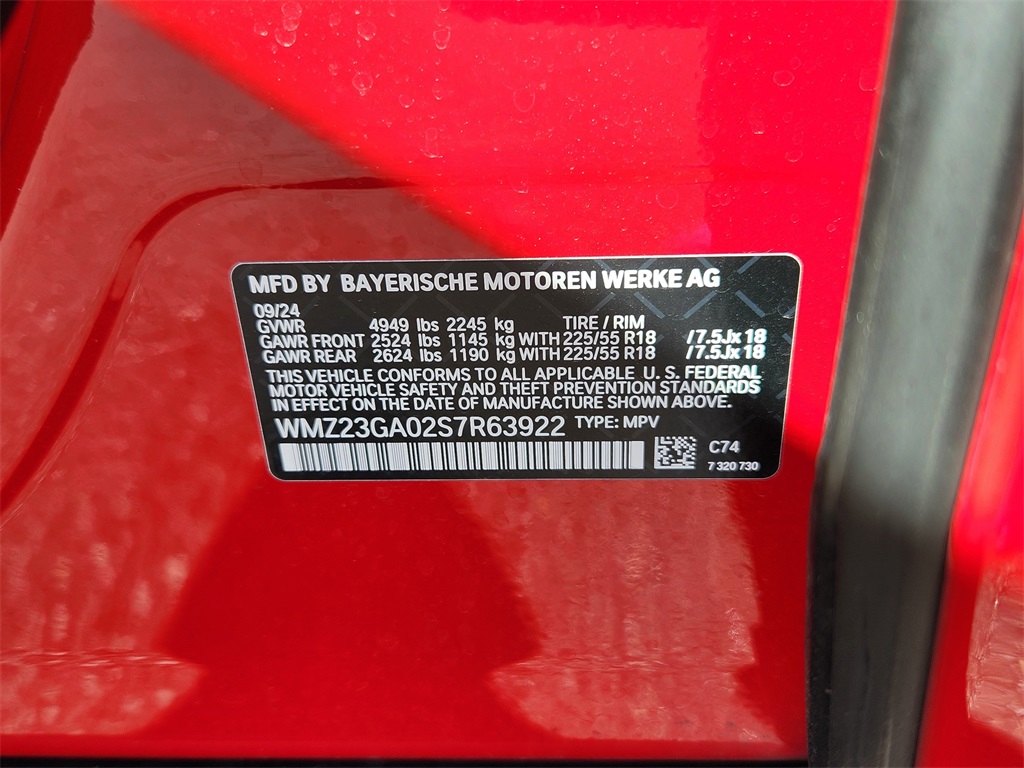 MFD BY BAYERISCHE MOTOREN WERKE AG
09/24
GVWR 4949 lbs 2245 kg TIRE / RIM
GAWR FRONT 2524 lbs 1145 kg WITH 225/55 R18 /7.5Jx18
GAWR REAR 2624 lbs 1190 kg WITH 225/55 R18 /7.5Jx18
THIS VEHICLE CONFORMS TO ALL APPLICABLE U. S. FEDERAL
MOTOR VEHICLE SAFETY AND THEFT PREVENTION STANDARDS
IN EFFECT ON THE DATE OF MANUFACTURE SHOWN ABOVE.
WMZ23GA02S7R63922 TYPE: MPV
C74
7 320 730